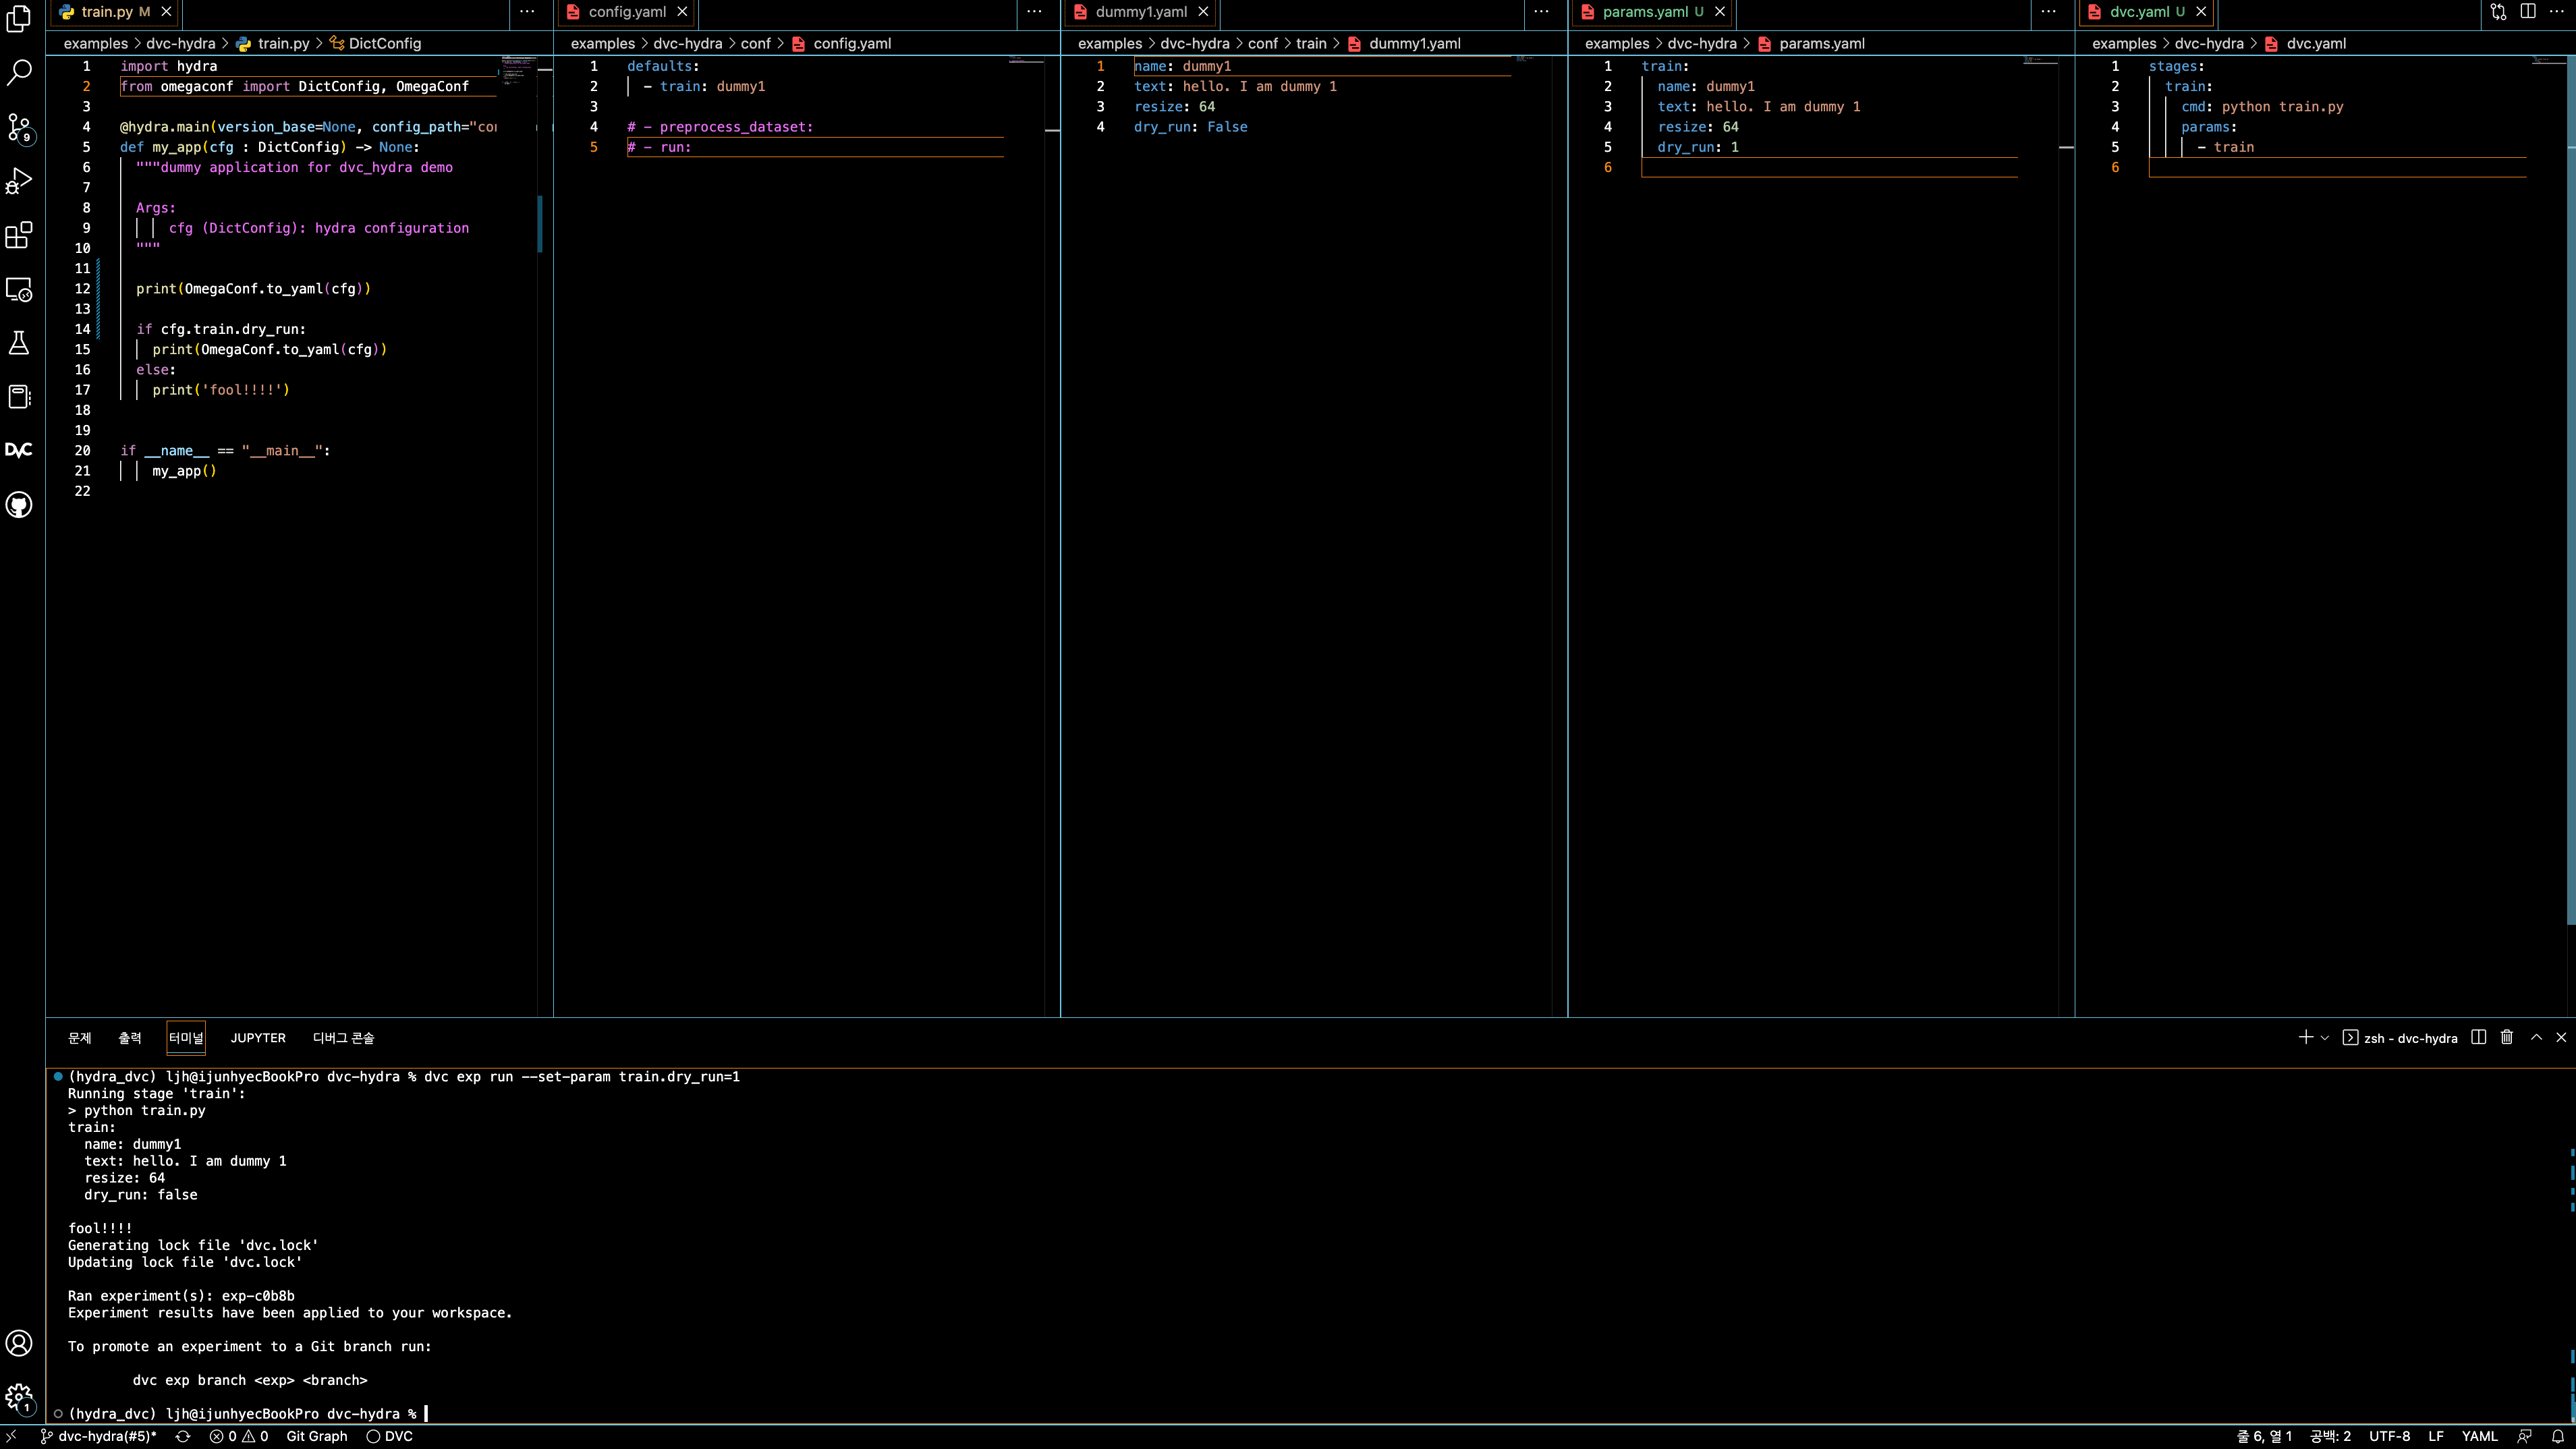 train.py M
examples > dvc-hydra > train.py > DictConfig
1 import hydra
2 from omegaconf import DictConfig, OmegaConf
3
4 @hydra.main(version_base=None, config_path="con
5 def my_app(cfg : DictConfig) -> None:
6 """dummy application for dvc_hydra demo
7
8 Args:
9 cfg (DictConfig): hydra configuration
10 """
11
12 print(OmegaConf.to_yaml(cfg))
13
14 if cfg.train.dry_run:
15 print(OmegaConf.to_yaml(cfg))
16 else:
17 print('fool!!!!')
18
19
20 if __name__ == "__main__":
21 my_app()
22
config.yaml
examples > dvc-hydra > conf > config.yaml
1 defaults:
2 - train: dummy1
3
4 # - preprocess_dataset:
5 # - run:
dummy1.yaml
examples > dvc-hydra > conf > train > dummy1.yaml
1 name: dummy1
2 text: hello. I am dummy 1
3 resize: 64
4 dry_run: False
params.yaml U
examples > dvc-hydra > params.yaml
1 train:
2 name: dummy1
3 text: hello. I am dummy 1
4 resize: 64
5 dry_run: 1
6
dvc.yaml U
examples > dvc-hydra > dvc.yaml
1 stages:
2 train:
3 cmd: python train.py
4 params:
5 - train
6
9
DVC
1
문제 출력 터미널 JUPYTER 디버그 콘솔
zsh - dvc-hydra
(hydra_dvc) ljh@ijunhyecBookPro dvc-hydra % dvc exp run --set-param train.dry_run=1
Running stage 'train':
> python train.py
train:
name: dummy1
text: hello. I am dummy 1
resize: 64
dry_run: false
fool!!!!
Generating lock file 'dvc.lock'
Updating lock file 'dvc.lock'
Ran experiment(s): exp-c0b8b
Experiment results have been applied to your workspace.
To promote an experiment to a Git branch run:
dvc exp branch <exp> <branch>
(hydra_dvc) ljh@ijunhyecBookPro dvc-hydra %
dvc-hydra(#5)* 0 0 Git Graph DVC
줄 6, 열 1 공백: 2 UTF-8 LF YAML